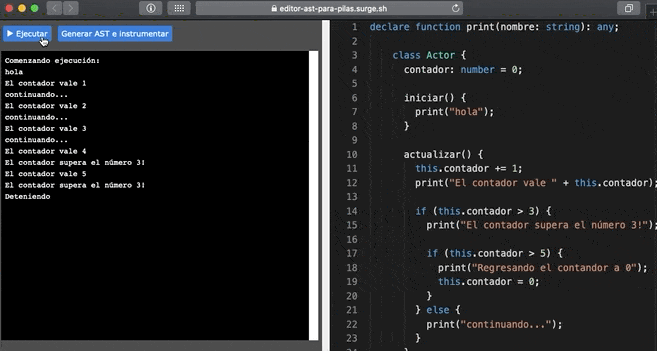 editor-ast-para-pilas.surge.sh
Ejecutar
Generar AST e instrumentar
Comenzando ejecución:
hola
El contador vale 1
continuando...
El contador vale 2
continuando...
El contador vale 3
continuando...
El contador vale 4
El contador supera el número 3!
El contador vale 5
El contador supera el número 3!
Deteniendo
1 declare function print(nombre: string): any;
2
3 class Actor {
4 contador: number = 0;
5
6 iniciar() {
7 print("hola");
8 }
9
10 actualizar() {
11 this.contador += 1;
12 print("El contador vale " + this.contador);
13
14 if (this.contador > 3) {
15 print("El contador supera el número 3!");
16
17 if (this.contador > 5) {
18 print("Regresando el contandor a 0");
19 this.contador = 0;
20 }
21 } else {
22 print("continuando...");
23 }
24 }